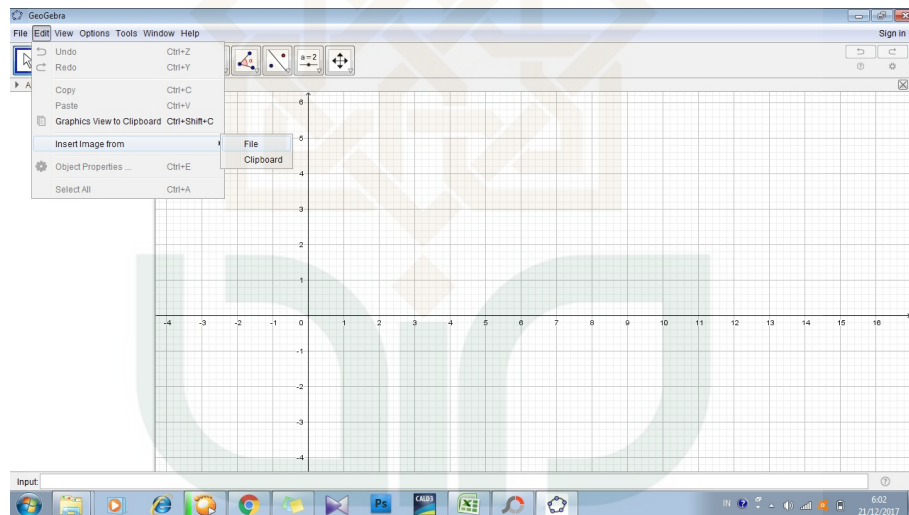 GeoGebra
File Edit View Options Tools Window Help Sign in
a=2
Undo Ctrl+Z
Redo Ctrl+Y
A
Copy Ctrl+C
Paste Ctrl+V
Graphics View to Clipboard Ctrl+Shift+C
Insert Image from File
Clipboard
Object Properties ... Ctrl+E
Select All Ctrl+A
6
5
4
3
2
1
-4 -3 -2 -1 0 1 2 3 4 5 6 7 8 9 10 11 12 13 14 15 16
-1
-2
-3
-4
Input:
Ps CALD3 IN 6:02
21/12/2017